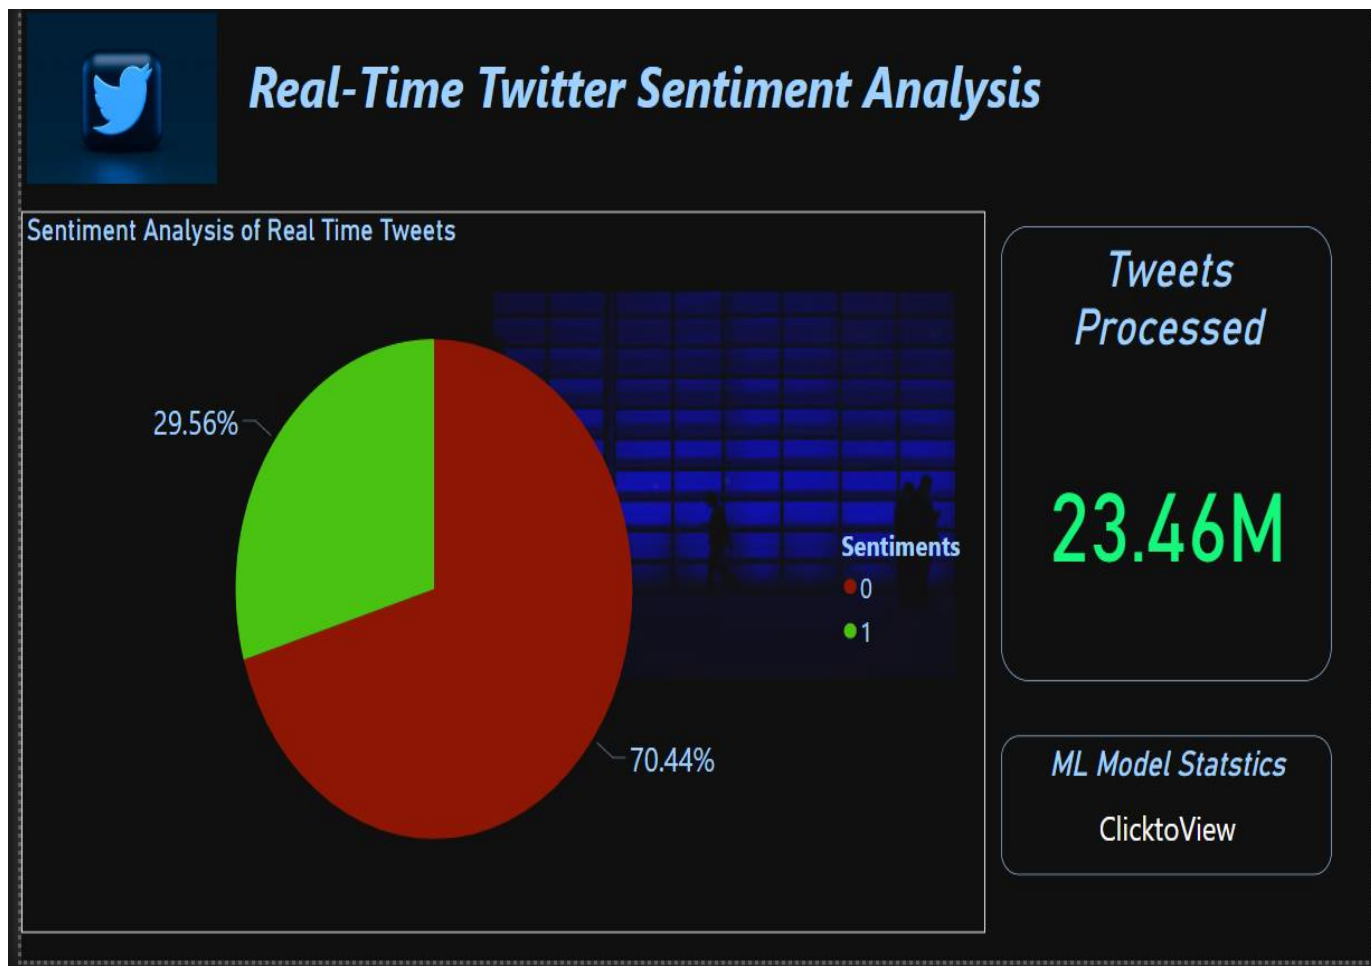 Real-Time Twitter Sentiment Analysis
Sentiment Analysis of Real Time Tweets
29.56%
70.44%
Sentiments
0
1
Tweets
Processed
23.46M
ML Model Statstics
ClicktoView